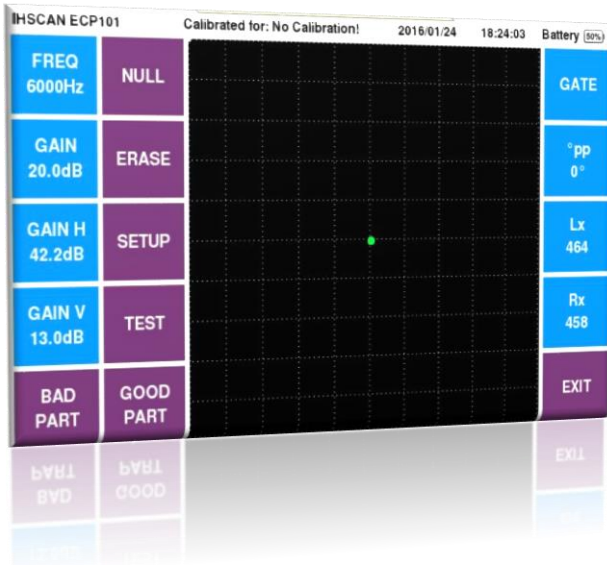 IHSCAN ECP101 Calibrated for: No Calibration! 2016/01/24 18:24:03 Battery 50%
FREQ
6000Hz
NULL
GATE
GAIN
20.0dB
ERASE
°pp
0°
GAIN H
42.2dB
SETUP
Lx
464
GAIN V
13.0dB
TEST
Rx
458
BAD
PART
GOOD
PART
EXIT